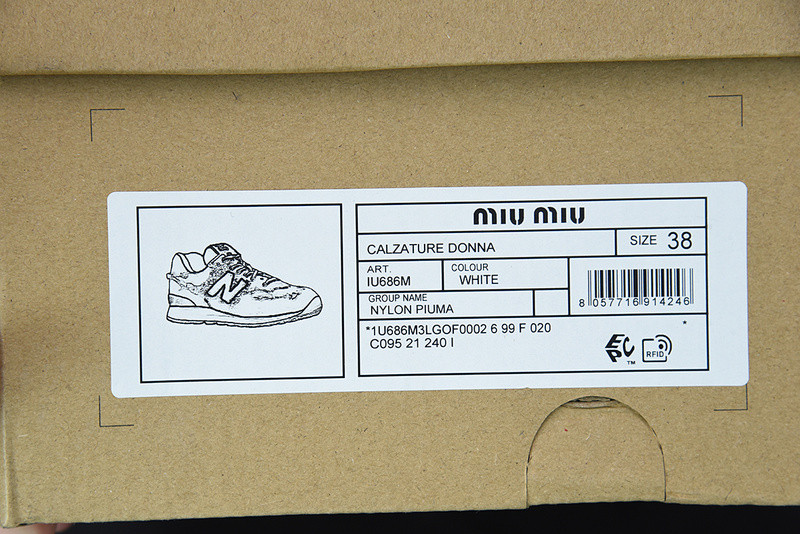 N
miu miu
CALZATURE DONNA
SIZE 38
ART.
IU686M
COLOUR
WHITE
GROUP NAME
NYLON PIUMA
8 057716 914246
*1U686M3LGOF0002 6 99 F 020 *
C095 21 240 I
EPC™
RFID